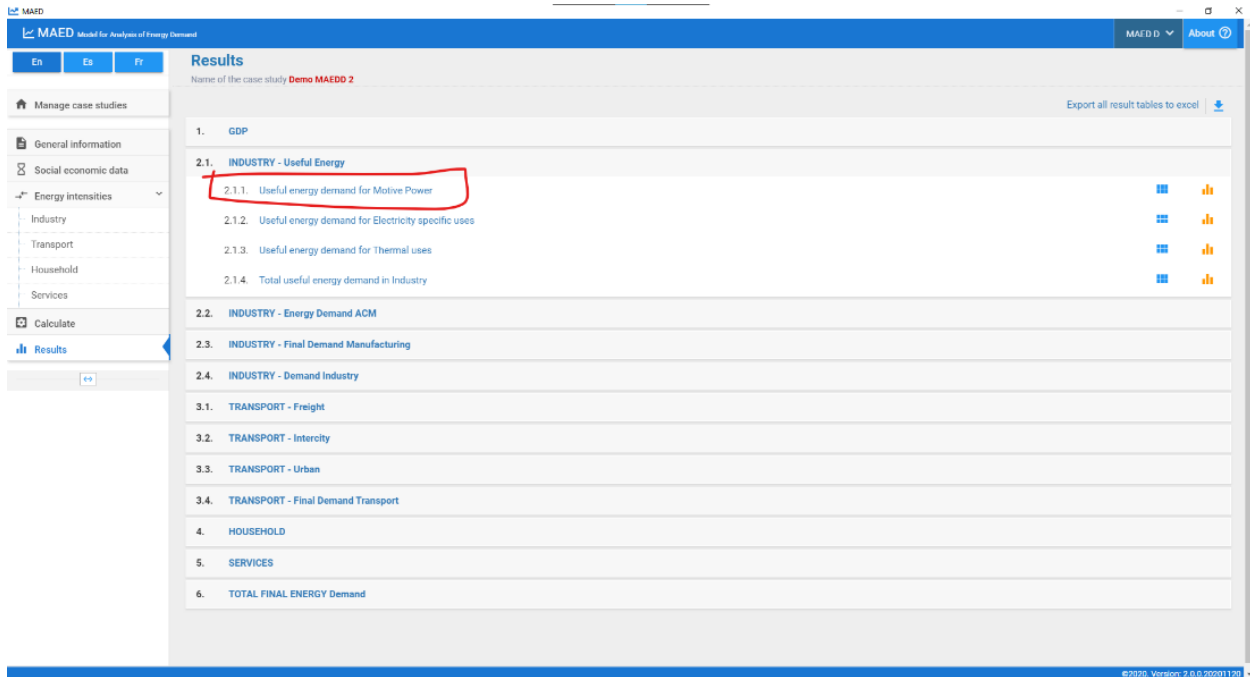 MAED
MAED Model for Analysis of Energy Demand
MAED D
About
En Es Fr
Results
Name of the case study Demo MAEDD 2
Manage case studies
Export all result tables to excel
General information
Social economic data
Energy intensities
Industry
Transport
Household
Services
Calculate
Results
1. GDP
2.1. INDUSTRY - Useful Energy
2.1.1. Useful energy demand for Motive Power
2.1.2. Useful energy demand for Electricity specific uses
2.1.3. Useful energy demand for Thermal uses
2.1.4. Total useful energy demand in Industry
2.2. INDUSTRY - Energy Demand ACM
2.3. INDUSTRY - Final Demand Manufacturing
2.4. INDUSTRY - Demand Industry
3.1. TRANSPORT - Freight
3.2. TRANSPORT - Intercity
3.3. TRANSPORT - Urban
3.4. TRANSPORT - Final Demand Transport
4. HOUSEHOLD
5. SERVICES
6. TOTAL FINAL ENERGY Demand
©2020. Version: 2.0.0.20201120